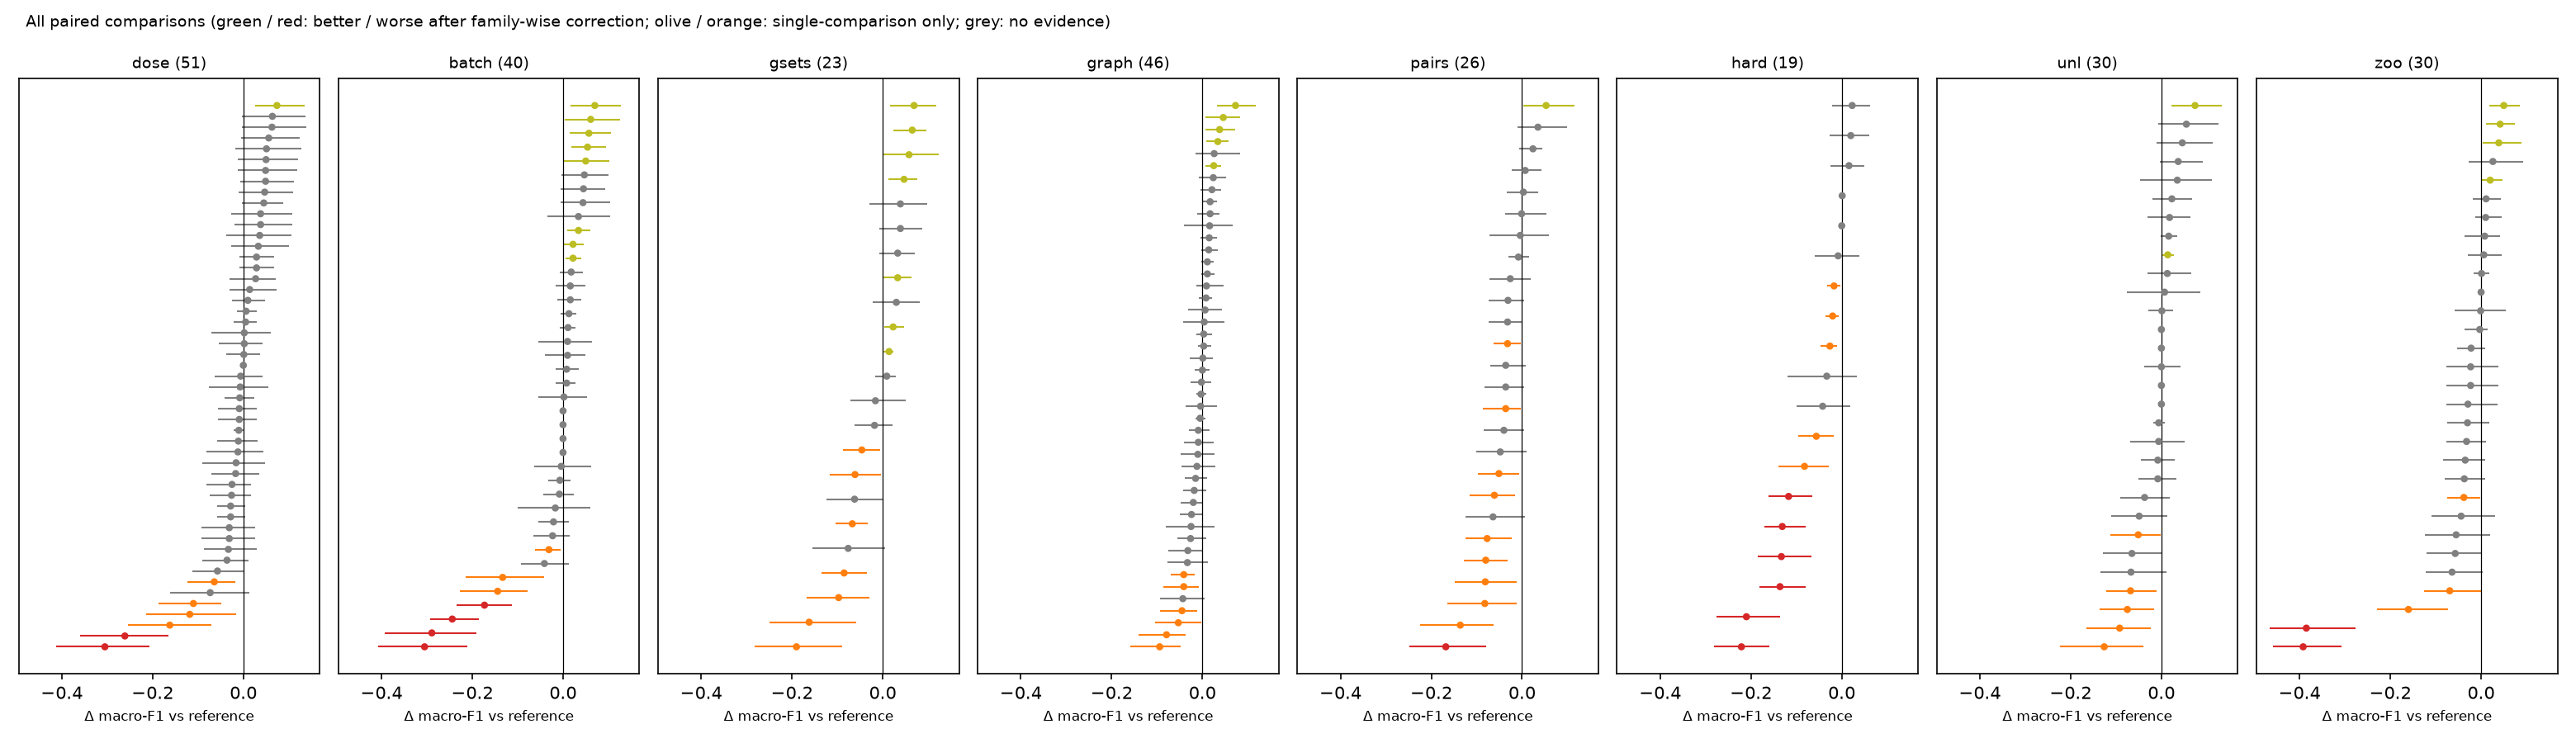 All paired comparisons (green / red: better / worse after family-wise correction; olive / orange: single-comparison only; grey: no evidence)
dose (51) batch (40) gsets (23) graph (46) pairs (26) hard (19) unl (30) zoo (30)
−0.4 −0.2 0.0 −0.4 −0.2 0.0 −0.4 −0.2 0.0 −0.4 −0.2 0.0 −0.4 −0.2 0.0 −0.4 −0.2 0.0 −0.4 −0.2 0.0 −0.4 −0.2 0.0
Δ macro-F1 vs reference Δ macro-F1 vs reference Δ macro-F1 vs reference Δ macro-F1 vs reference Δ macro-F1 vs reference Δ macro-F1 vs reference Δ macro-F1 vs reference Δ macro-F1 vs reference